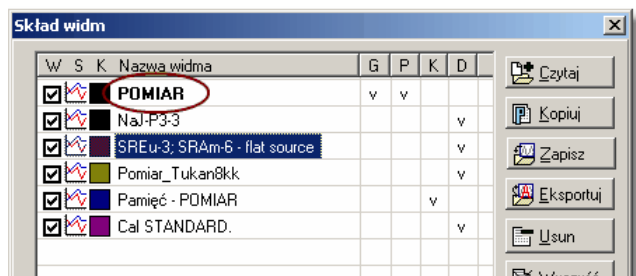 Skład widm
W S K Nazwa widma G P K D
POMIAR v v
NaJ-P3-3 v
SREu-3; SRAm-6 - flat source v
Pomiar_Tukan8kk v
Pamięć - POMIAR v
Cal STANDARD. v
Czytaj
Kopiuj
Zapisz
Eksportuj
Usun